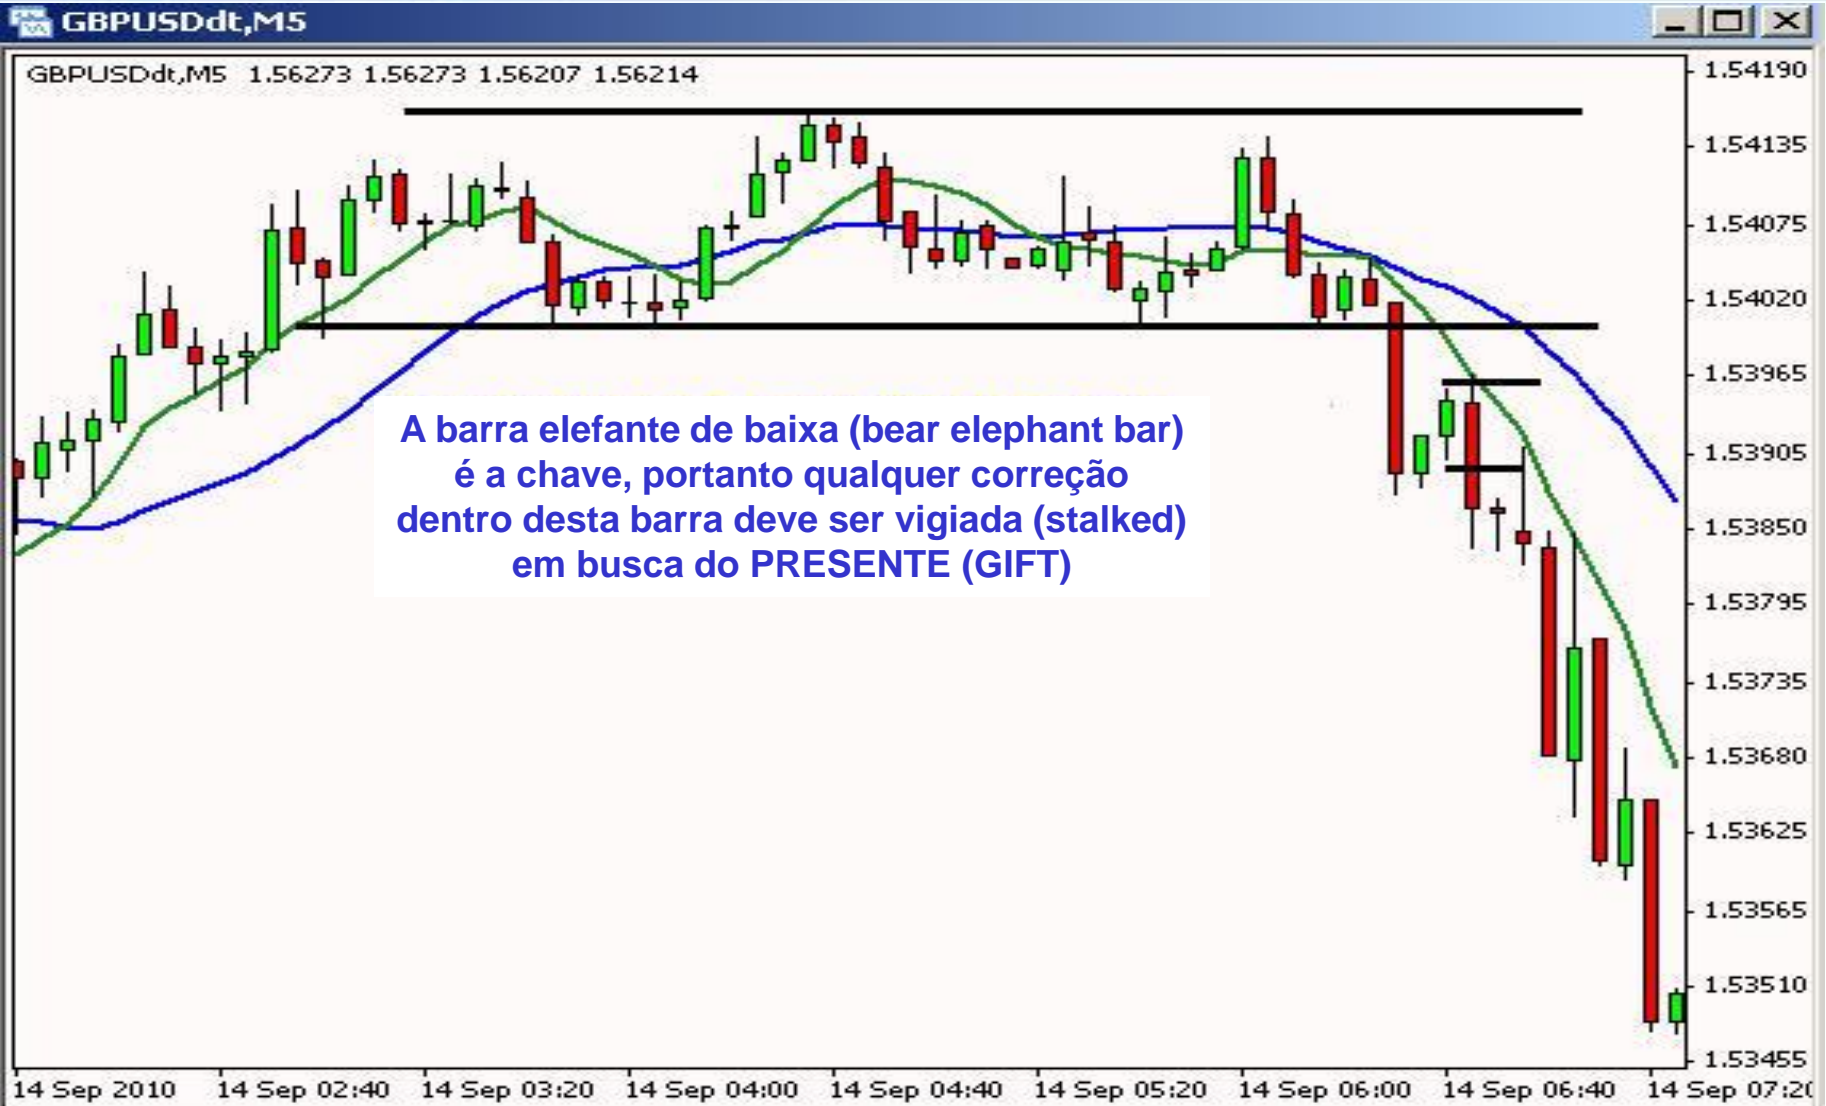 GBPUSDdt,M5
GBPUSDdt,M5 1.56273 1.56273 1.56207 1.56214
1.54190
1.54135
1.54075
1.54020
1.53965
1.53905
1.53850
1.53795
1.53735
1.53680
1.53625
1.53565
1.53510
1.53455
A barra elefante de baixa (bear elephant bar)
é a chave, portanto qualquer correção
dentro desta barra deve ser vigiada (stalked)
em busca do PRESENTE (GIFT)
14 Sep 2010 14 Sep 02:40 14 Sep 03:20 14 Sep 04:00 14 Sep 04:40 14 Sep 05:20 14 Sep 06:00 14 Sep 06:40 14 Sep 07:20